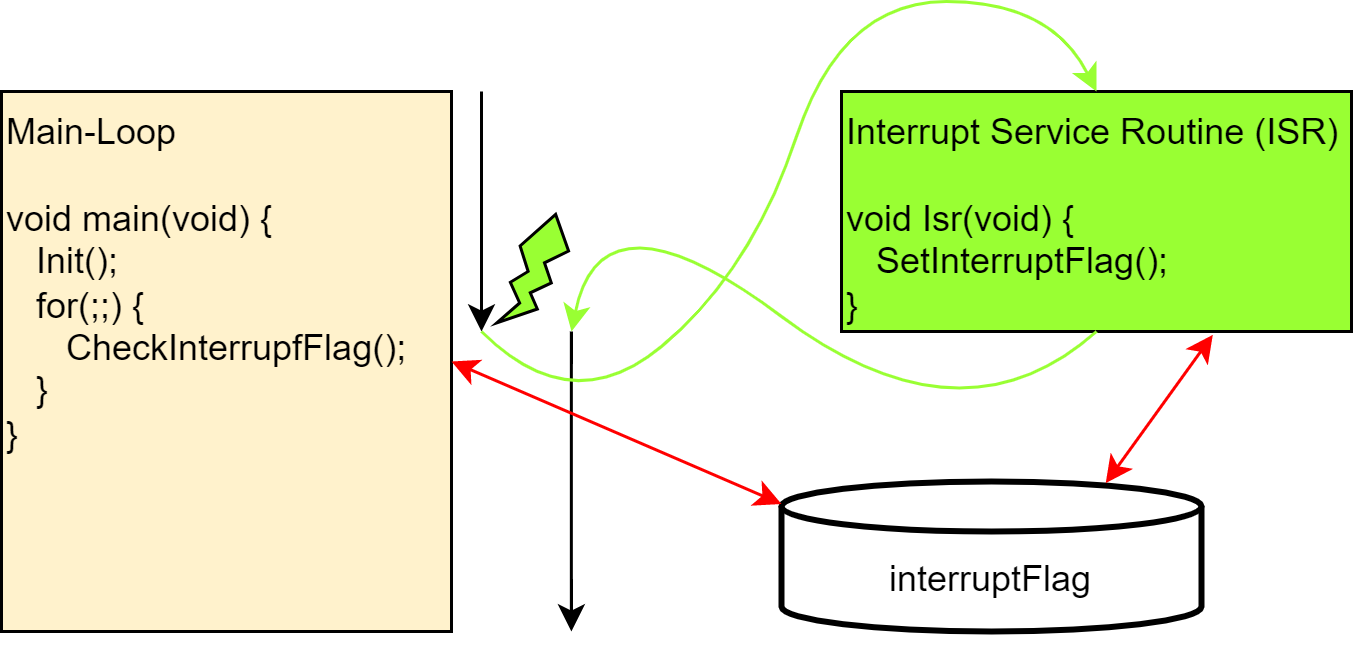 Main-Loop
void main(void) {
Init();
for(;;) {
CheckInterrupfFlag();
}
}
Interrupt Service Routine (ISR)
void Isr(void) {
SetInterruptFlag();
}
interruptFlag